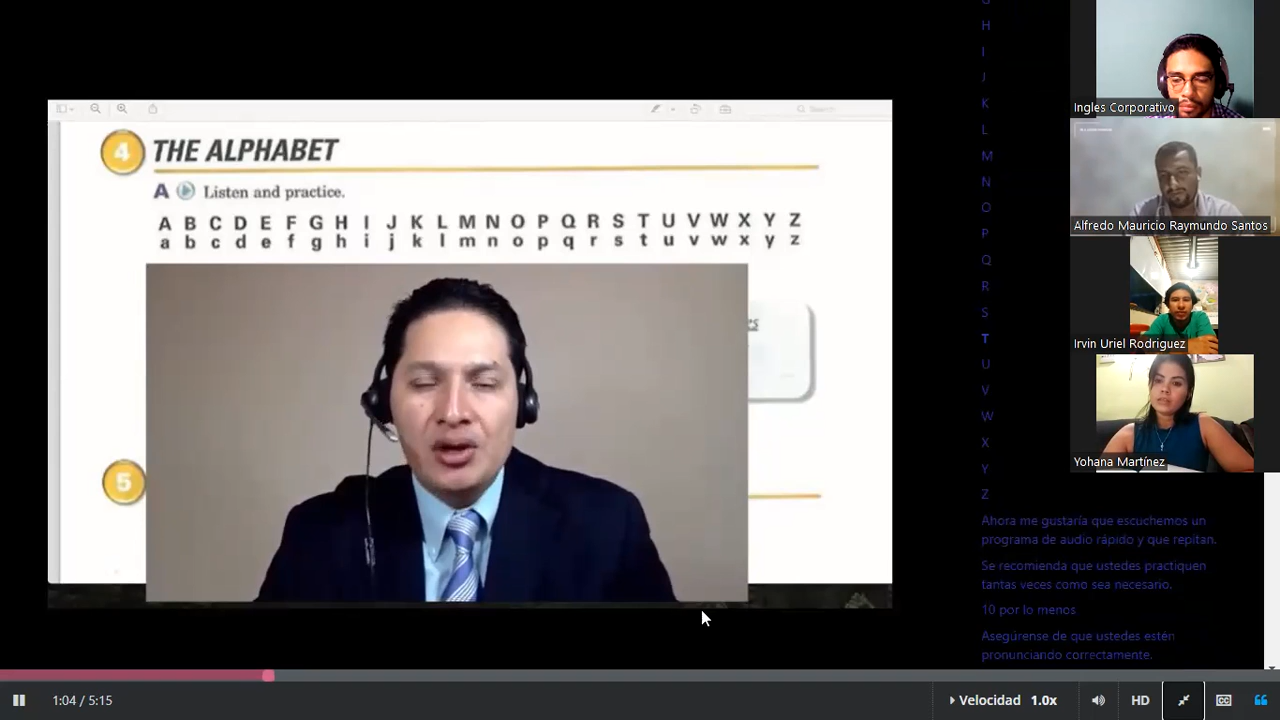 4 THE ALPHABET
A Listen and practice.
A B C D E F G H I J K L M N O P Q R S T U V W X Y Z
a b c d e f g h i j k l m n o p q r s t u v w x y z
5
H
I
J
K
L
M
N
O
P
Q
R
S
T
U
V
W
X
Y
Z
Ahora me gustaría que escuchemos un
programa de audio rápido y que repitan.
Se recomienda que ustedes practiquen
tantas veces como sea necesario.
10 por lo menos
Asegúrense de que ustedes estén
pronunciando correctamente.
Ingles Corporativo
Alfredo Mauricio Raymundo Santos
Irvin Uriel Rodriguez
Yohana Martínez
1:04 / 5:15
Velocidad 1.0x
HD
CC